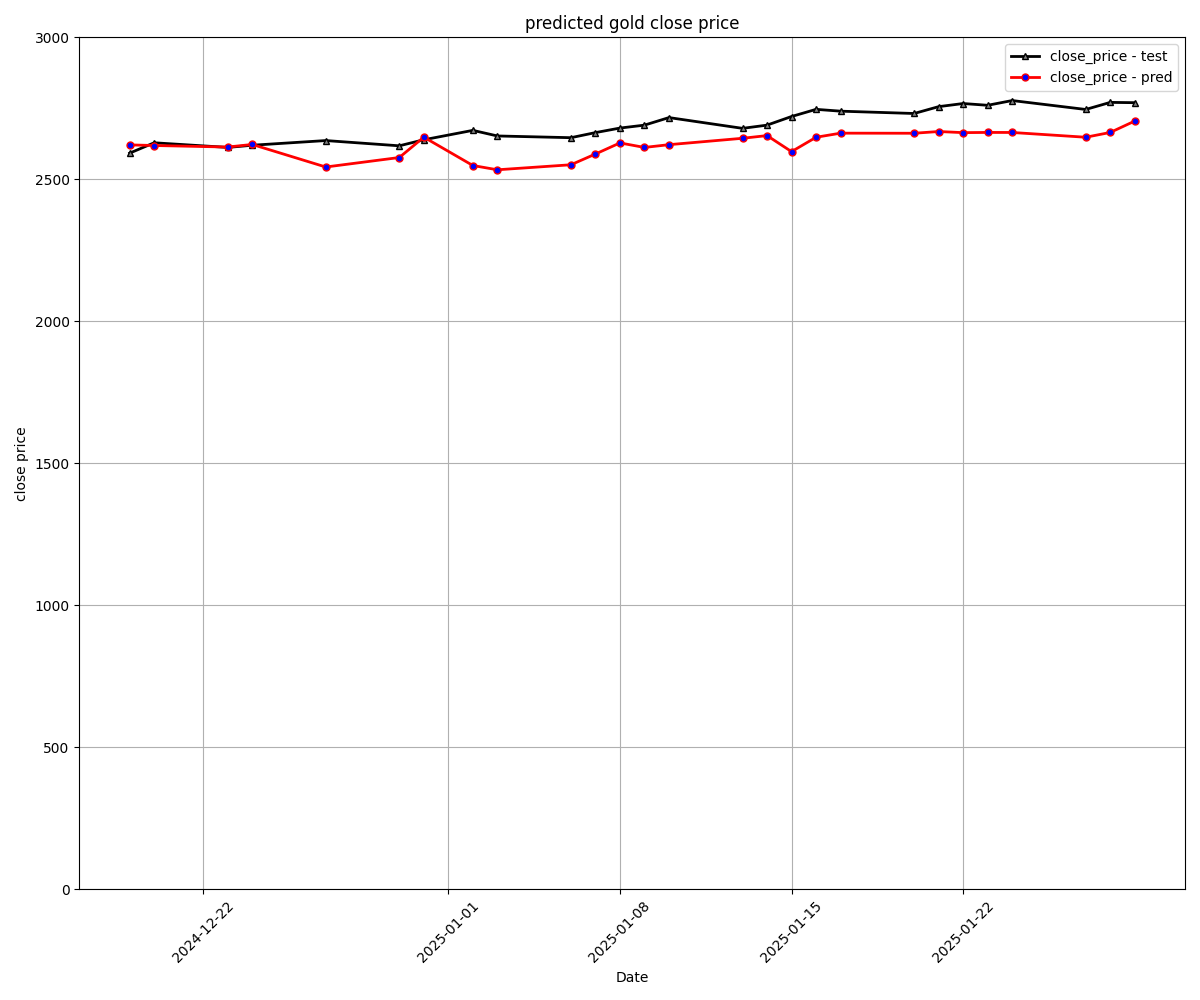 predicted gold close price
close_price - test
close_price - pred
3000
2500
2000
1500
1000
500
0
close price
2024-12-22
2025-01-01
2025-01-08
2025-01-15
2025-01-22
Date